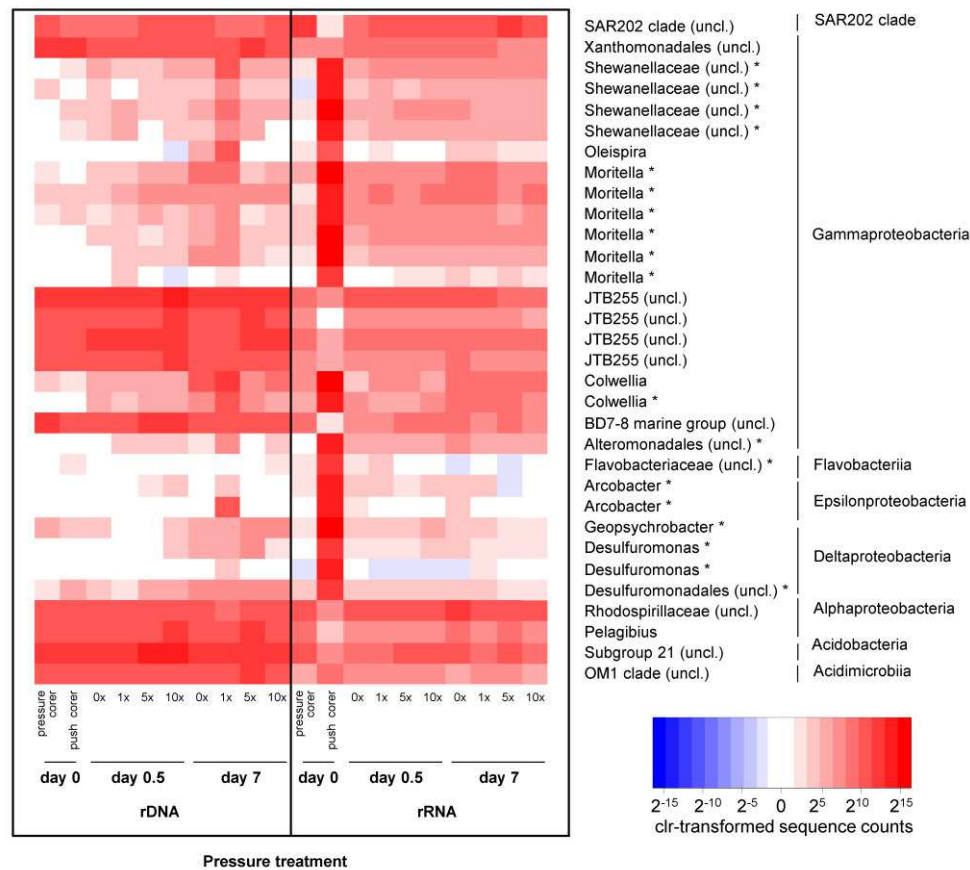 SAR202 clade (uncl.)
Xanthomonadales (uncl.)
Shewanellaceae (uncl.) *
Shewanellaceae (uncl.) *
Shewanellaceae (uncl.) *
Shewanellaceae (uncl.) *
Oleispira
Moritella *
Moritella *
Moritella *
Moritella *
Moritella *
Moritella *
JTB255 (uncl.)
JTB255 (uncl.)
JTB255 (uncl.)
JTB255 (uncl.)
Colwellia
Colwellia *
BD7-8 marine group (uncl.)
Alteromonadales (uncl.) *
Flavobacteriaceae (uncl.) *
Arcobacter *
Arcobacter *
Geopsychrobacter *
Desulfuromonas *
Desulfuromonas *
Desulfuromonadales (uncl.) *
Rhodospirillaceae (uncl.)
Pelagibius
Subgroup 21 (uncl.)
OM1 clade (uncl.)
SAR202 clade
Gammaproteobacteria
Flavobacteriia
Epsilonproteobacteria
Deltaproteobacteria
Alphaproteobacteria
Acidobacteria
Acidimicrobiia
pressure corer
push corer
0x 1x 5x 10x 0x 1x 5x 10x
pressure corer
push corer
0x 1x 5x 10x 0x 1x 5x 10x
day 0 day 0.5 day 7 day 0 day 0.5 day 7
rDNA rRNA
Pressure treatment
2⁻¹⁵ 2⁻¹⁰ 2⁻⁵ 0 2⁵ 2¹⁰ 2¹⁵
clr-transformed sequence counts